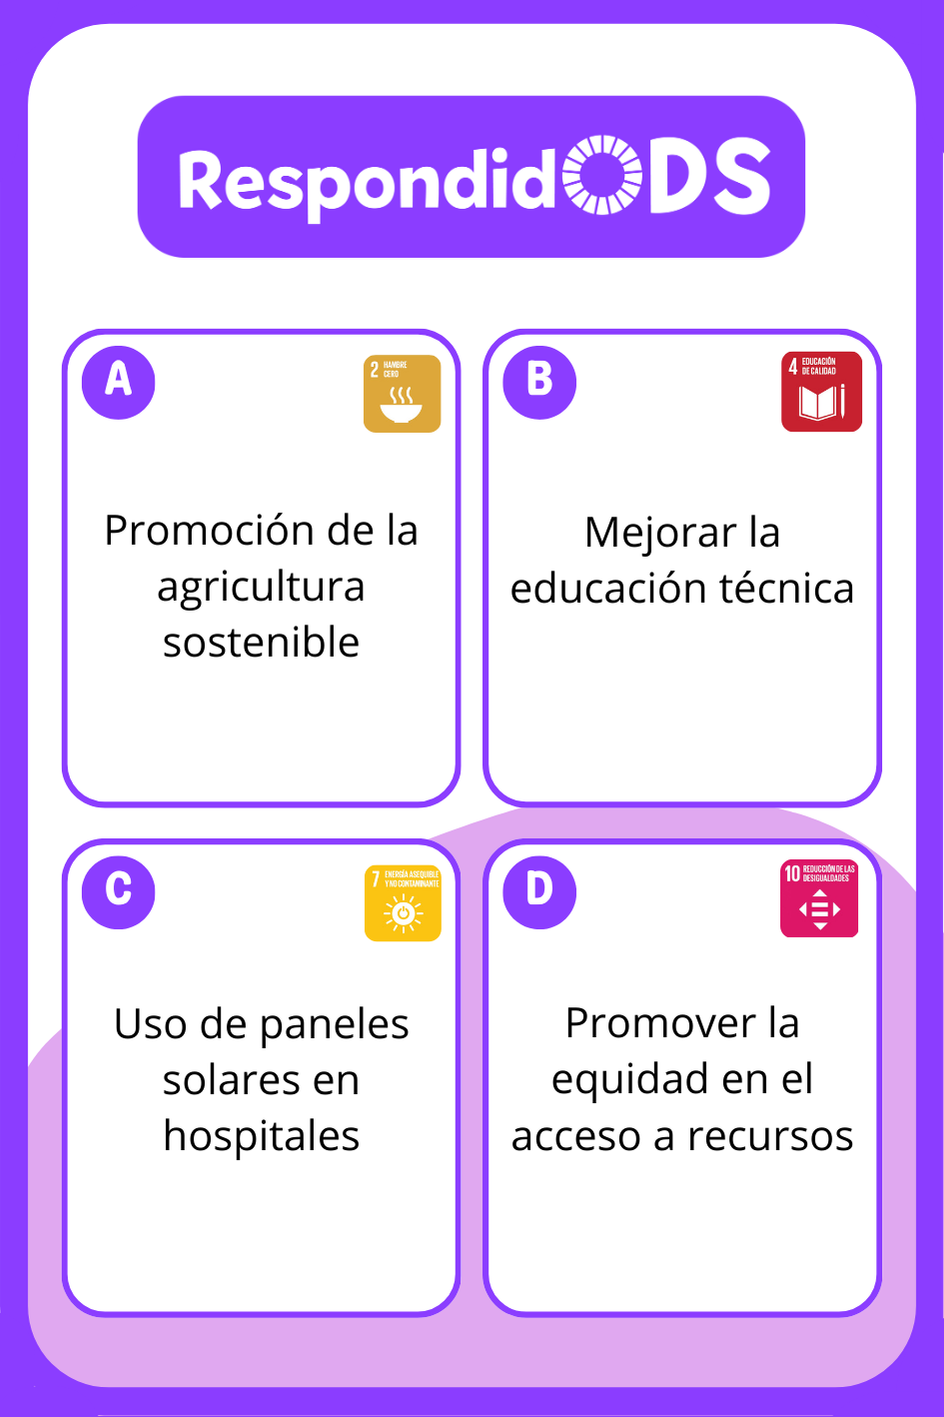 RespondidODS
A
2 HAMBRE
CERO
Promoción de la
agricultura
sostenible
B
4 EDUCACIÓN
DE CALIDAD
Mejorar la
educación técnica
C
7 ENERGÍA ASEQUIBLE
Y NO CONTAMINANTE
Uso de paneles
solares en
hospitales
D
10 REDUCCIÓN DE LAS
DESIGUALDADES
Promover la
equidad en el
acceso a recursos